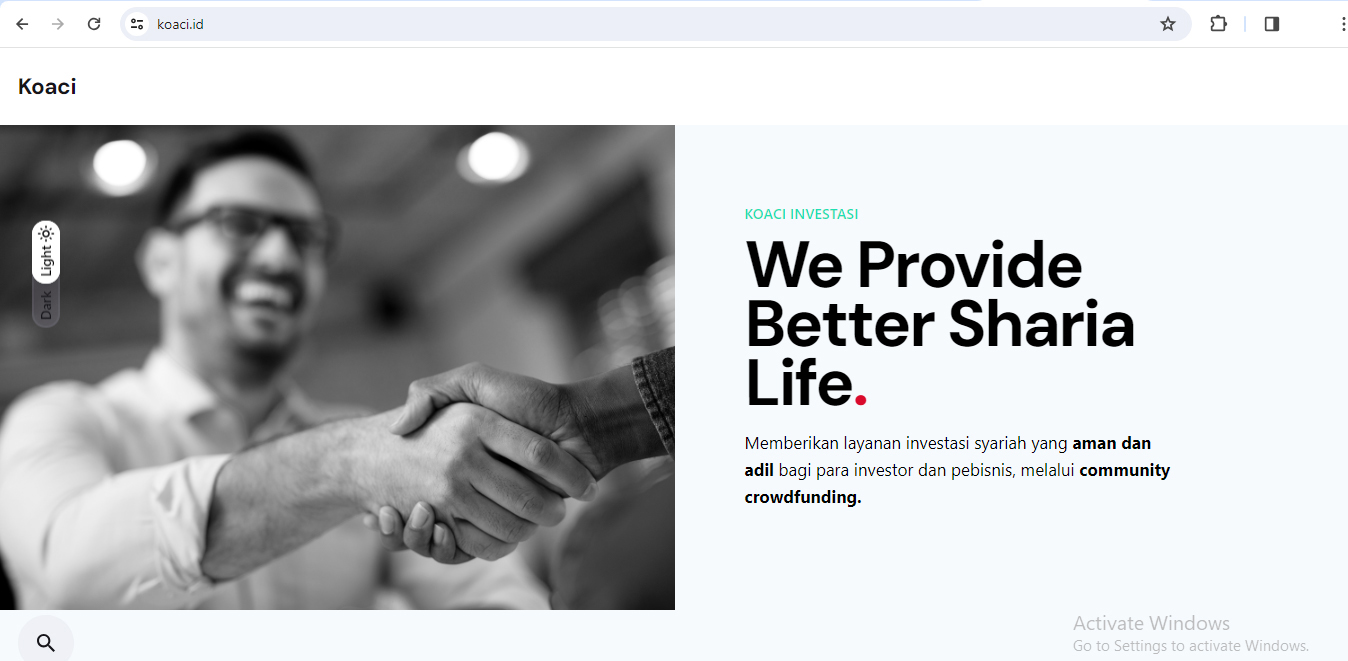 koaci.id
Koaci
Light
Dark
KOACI INVESTASI
We Provide
Better Sharia
Life.
Memberikan layanan investasi syariah yang aman dan
adil bagi para investor dan pebisnis, melalui community
crowdfunding.
Activate Windows
Go to Settings to activate Windows.